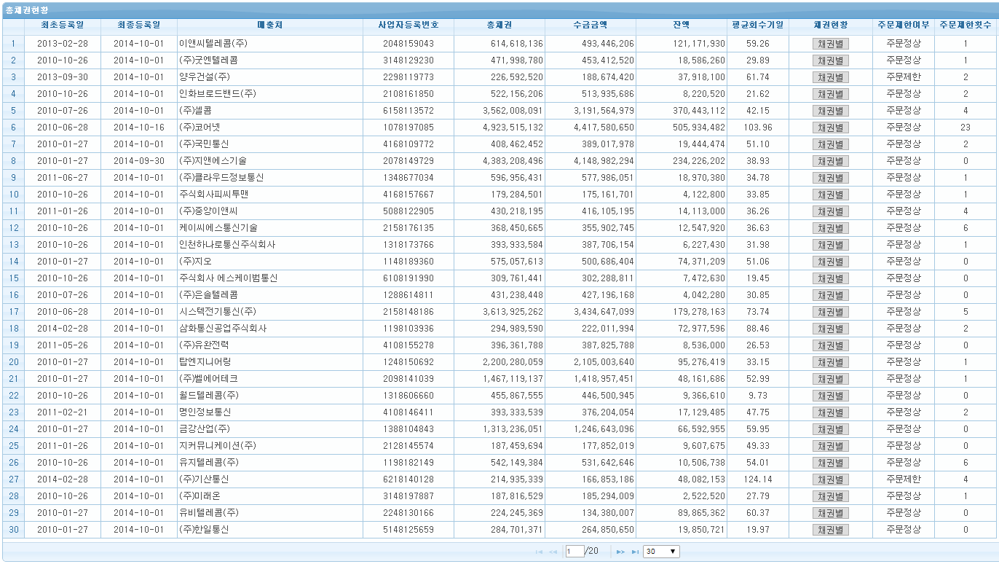 총채권현황
최초등록일 최종등록일 매출처 사업자등록번호 총채권 수금금액 잔액 평균회수기일 채권현황 주문제한여부 주문제한횟수
1 2013-02-28 2014-10-01 이앤씨텔레콤(주) 2048159043 614,618,136 493,446,206 121,171,930 59.26 채권별 주문정상 1
2 2010-10-26 2014-10-01 (주)굿엔텔레콤 3148129230 471,998,780 453,412,520 18,586,260 29.89 채권별 주문정상 1
3 2013-09-30 2014-10-01 양우건설(주) 2298119773 226,592,520 188,674,420 37,918,100 61.74 채권별 주문제한 2
4 2010-10-26 2014-10-01 인화브로드밴드(주) 2108161850 522,156,206 513,935,686 8,220,520 21.62 채권별 주문정상 2
5 2010-07-26 2014-10-01 (주)셀콤 6158113572 3,562,008,091 3,191,564,979 370,443,112 42.15 채권별 주문정상 4
6 2010-06-28 2014-10-16 (주)코어넷 1078197085 4,923,515,132 4,417,580,650 505,934,482 103.96 채권별 주문정상 23
7 2010-01-27 2014-10-01 (주)국민통신 4168109772 408,462,452 389,017,978 19,444,474 51.10 채권별 주문정상 2
8 2010-01-27 2014-09-30 (주)지앤에스기술 2078149729 4,383,208,496 4,148,982,294 234,226,202 38.93 채권별 주문정상 0
9 2011-06-27 2014-10-01 (주)클라우드정보통신 1348677034 596,956,431 577,986,051 18,970,380 34.78 채권별 주문정상 1
10 2010-10-26 2014-10-01 주식회사피씨투맨 4168157667 179,284,501 175,161,701 4,122,800 33.85 채권별 주문정상 1
11 2011-01-26 2014-10-01 (주)중앙이앤씨 5088122905 430,218,195 416,105,195 14,113,000 36.26 채권별 주문정상 4
12 2010-10-26 2014-10-01 케이씨에스통신기술 2158176135 368,450,665 355,902,745 12,547,920 36.63 채권별 주문정상 6
13 2010-10-26 2014-10-01 인천하나로통신주식회사 1318173766 393,933,584 387,706,154 6,227,430 31.98 채권별 주문정상 1
14 2010-01-27 2014-10-01 (주)지오 1148189360 575,057,613 500,686,404 74,371,209 51.06 채권별 주문정상 0
15 2010-10-26 2014-10-01 주식회사 에스케이범통신 6108191990 309,761,441 302,288,811 7,472,630 19.45 채권별 주문정상 0
16 2010-07-26 2014-10-01 (주)은솔텔레콤 1288614811 431,238,448 427,196,168 4,042,280 30.85 채권별 주문정상 0
17 2010-06-28 2014-10-01 시스텍전기통신(주) 2158148186 3,613,925,262 3,434,647,099 179,278,163 73.74 채권별 주문정상 5
18 2014-02-28 2014-10-01 삼화통신공업주식회사 1198103936 294,989,590 222,011,994 72,977,596 88.46 채권별 주문정상 2
19 2011-05-26 2014-10-01 (주)유완전력 4108155278 396,361,788 387,825,788 8,536,000 26.53 채권별 주문정상 0
20 2010-01-27 2014-10-01 탑엔지니어링 1248150692 2,200,280,059 2,105,003,640 95,276,419 33.15 채권별 주문정상 1
21 2010-01-27 2014-10-01 (주)벨에어테크 2098141039 1,467,119,137 1,418,957,451 48,161,686 52.99 채권별 주문정상 1
22 2010-10-26 2014-10-01 월드텔레콤(주) 1318606660 455,867,555 446,500,945 9,366,610 9.73 채권별 주문정상 0
23 2011-02-21 2014-10-01 명인정보통신 4108146411 393,333,539 376,204,054 17,129,485 47.75 채권별 주문정상 2
24 2010-01-27 2014-10-01 금강산업(주) 1388104843 1,313,236,051 1,246,643,096 66,592,955 59.95 채권별 주문정상 0
25 2011-01-26 2014-10-01 지커뮤니케이션(주) 2128145574 187,459,694 177,852,019 9,607,675 49.33 채권별 주문정상 0
26 2010-10-26 2014-10-01 유지텔레콤(주) 1198182149 542,149,384 531,642,646 10,506,738 54.01 채권별 주문정상 6
27 2014-02-28 2014-10-01 (주)기산통신 6218140128 214,935,339 166,853,186 48,082,153 124.14 채권별 주문제한 4
28 2010-10-26 2014-10-01 (주)미래온 3148197887 187,816,529 185,294,009 2,522,520 27.79 채권별 주문정상 1
29 2010-01-27 2014-10-01 유비텔레콤(주) 2248130166 224,245,369 134,380,007 89,865,362 60.37 채권별 주문정상 0
30 2010-01-27 2014-10-01 (주)한일통신 5148125659 284,701,371 264,850,650 19,850,721 19.97 채권별 주문정상 0
1 /20 30